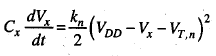 C_x dV_x/dt = k_n/2 (V_DD − V_x − V_T,n)^2